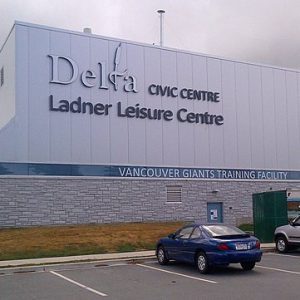 Delta CIVIC CENTRE
Ladner Leisure Centre
VANCOUVER GIANTS TRAINING FACILITY